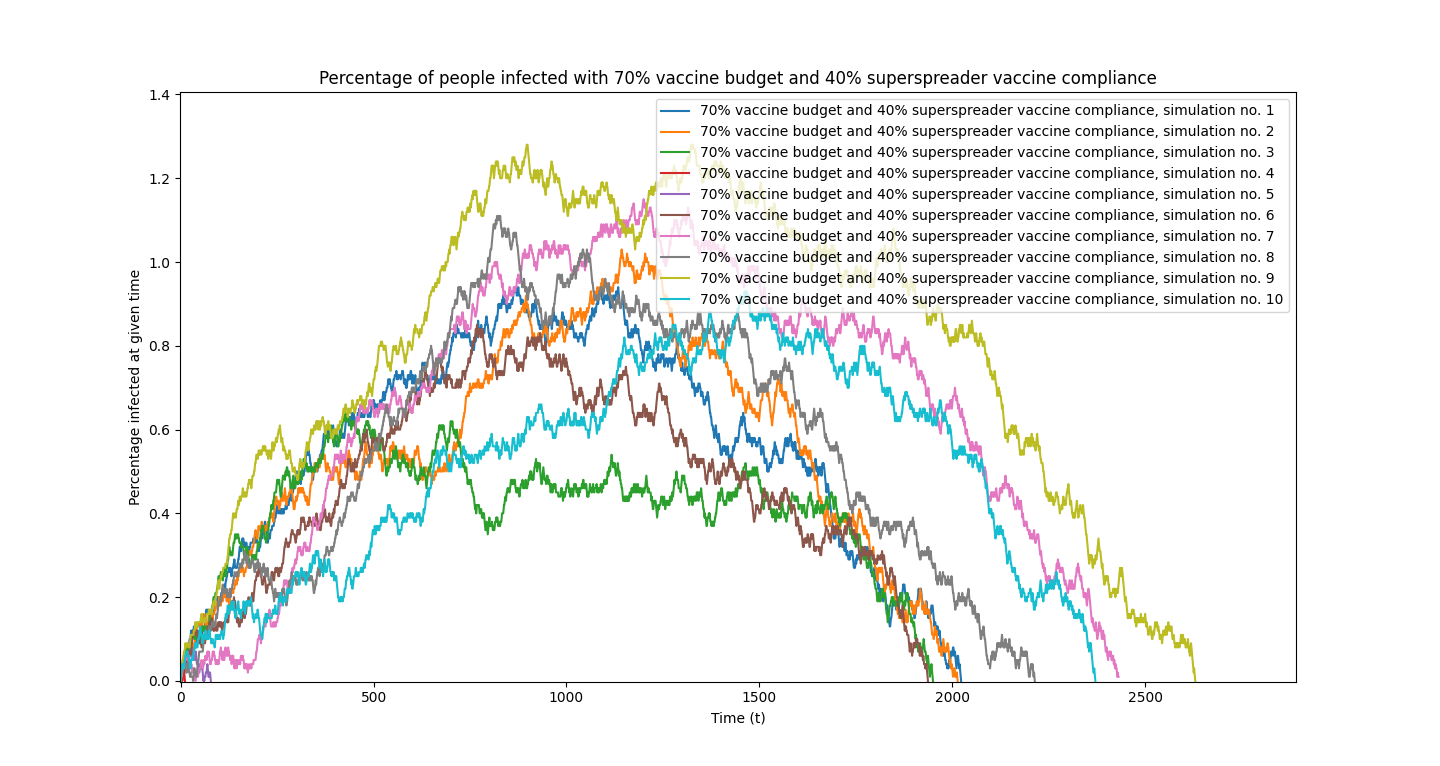 Percentage of people infected with 70% vaccine budget and 40% superspreader vaccine compliance
1.4
1.2
1.0
0.8
0.6
0.4
0.2
0.0
Percentage infected at given time
70% vaccine budget and 40% superspreader vaccine compliance, simulation no. 1
70% vaccine budget and 40% superspreader vaccine compliance, simulation no. 2
70% vaccine budget and 40% superspreader vaccine compliance, simulation no. 3
70% vaccine budget and 40% superspreader vaccine compliance, simulation no. 4
70% vaccine budget and 40% superspreader vaccine compliance, simulation no. 5
70% vaccine budget and 40% superspreader vaccine compliance, simulation no. 6
70% vaccine budget and 40% superspreader vaccine compliance, simulation no. 7
70% vaccine budget and 40% superspreader vaccine compliance, simulation no. 8
70% vaccine budget and 40% superspreader vaccine compliance, simulation no. 9
70% vaccine budget and 40% superspreader vaccine compliance, simulation no. 10
0 500 1000 1500 2000 2500
Time (t)